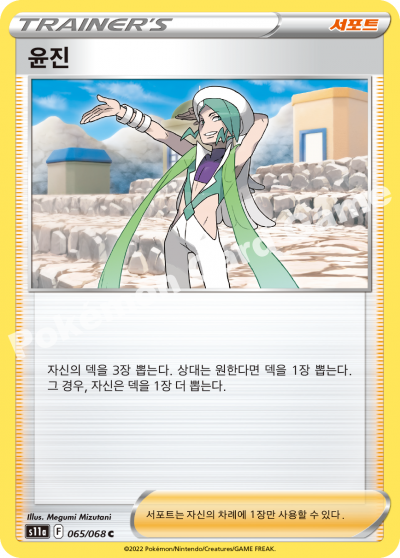 TRAINER'S
서포트
윤진
Pokémon Card Game
자신의 덱을 3장 뽑는다. 상대는 원한다면 덱을 1장 뽑는다.
그 경우, 자신은 덱을 1장 더 뽑는다.
Illus. Megumi Mizutani
s11a F 065/068 C
서포트는 자신의 차례에 1장만 사용할 수 있다.
©2022 Pokémon/Nintendo/Creatures/GAME FREAK.